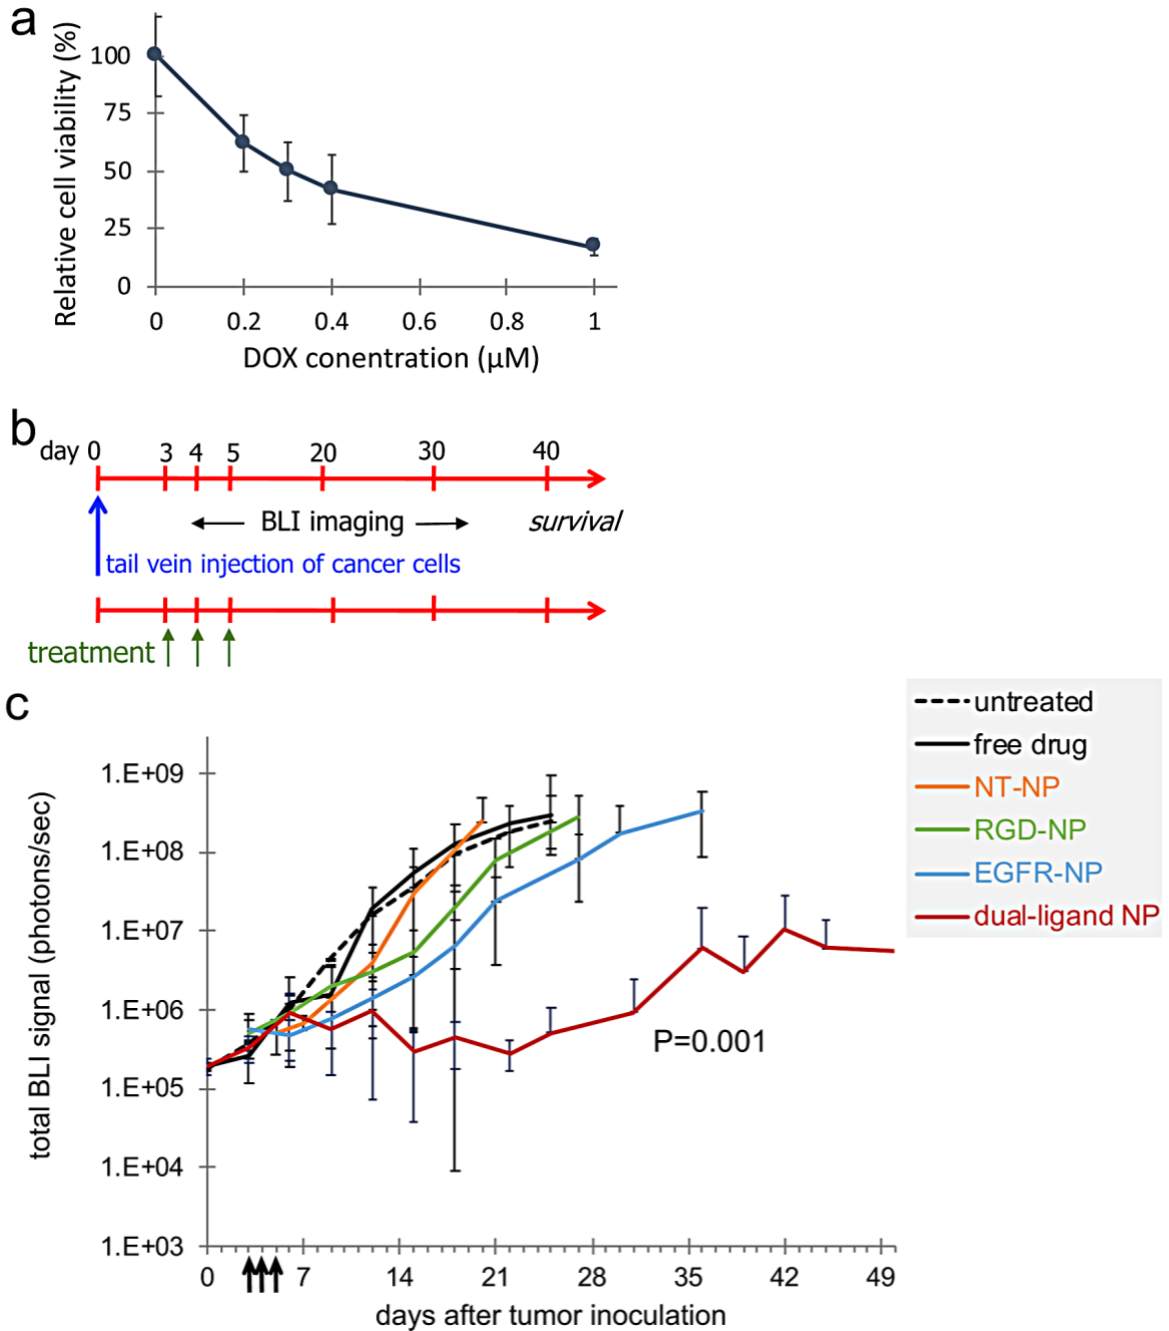 a
Relative cell viability (%)
100
75
50
25
0
0 0.2 0.4 0.6 0.8 1
DOX conentration (µM)
b
day 0 3 4 5 20 30 40
BLI imaging survival
tail vein injection of cancer cells
treatment
c
untreated
free drug
NT-NP
RGD-NP
EGFR-NP
dual-ligand NP
total BLI signal (photons/sec)
1.E+09
1.E+08
1.E+07
1.E+06
1.E+05
1.E+04
1.E+03
P=0.001
0 7 14 21 28 35 42 49
days after tumor inoculation